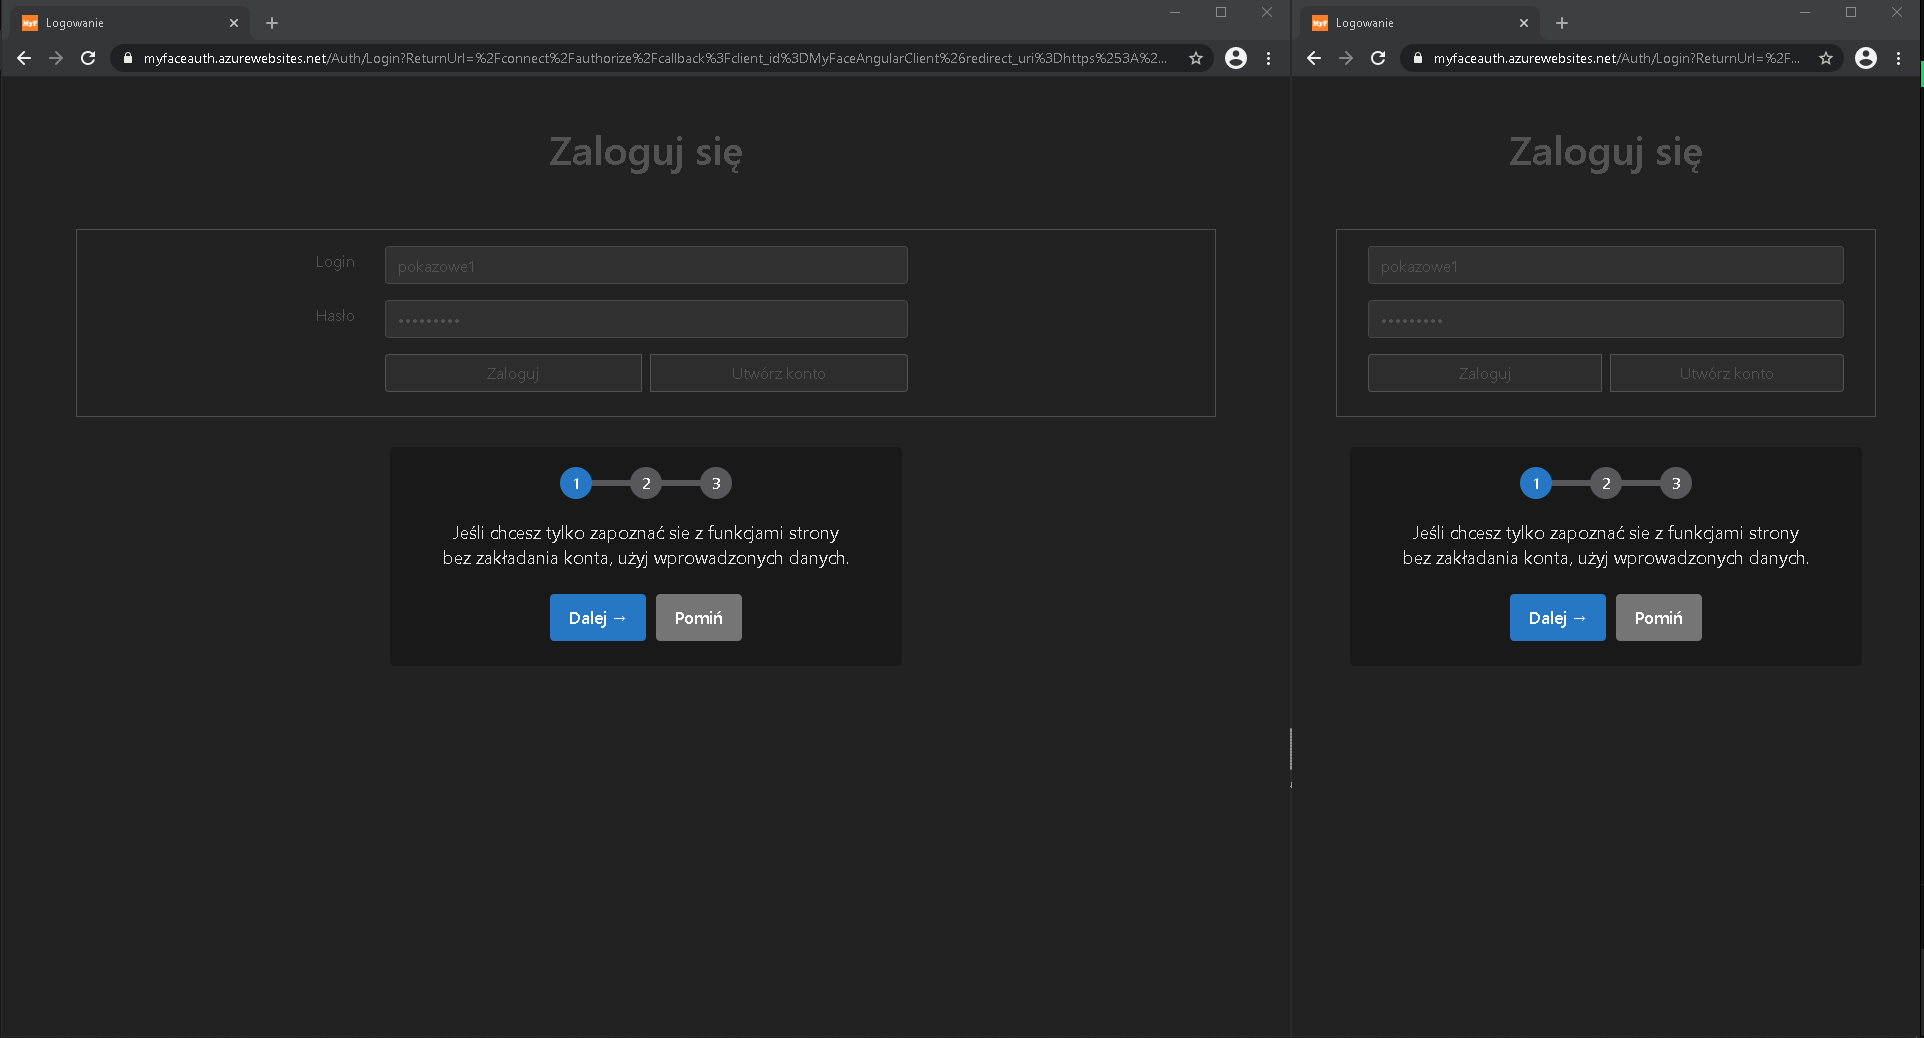 MyF Logowanie
myfaceauth.azurewebsites.net/Auth/Login?ReturnUrl=%2Fconnect%2Fauthorize%2Fcallback%3Fclient_id%3DMyFaceAngularClient%26redirect_uri%3Dhttps%253A%2...
Zaloguj się
Login
pokazowe1
Hasło
Zaloguj
Utwórz konto
1 2 3
Jeśli chcesz tylko zapoznać sie z funkcjami strony
bez zakładania konta, użyj wprowadzonych danych.
Dalej →
Pomiń
MyF Logowanie
myfaceauth.azurewebsites.net/Auth/Login?ReturnUrl=%2F...
Zaloguj się
pokazowe1
Zaloguj
Utwórz konto
1 2 3
Jeśli chcesz tylko zapoznać sie z funkcjami strony
bez zakładania konta, użyj wprowadzonych danych.
Dalej →
Pomiń